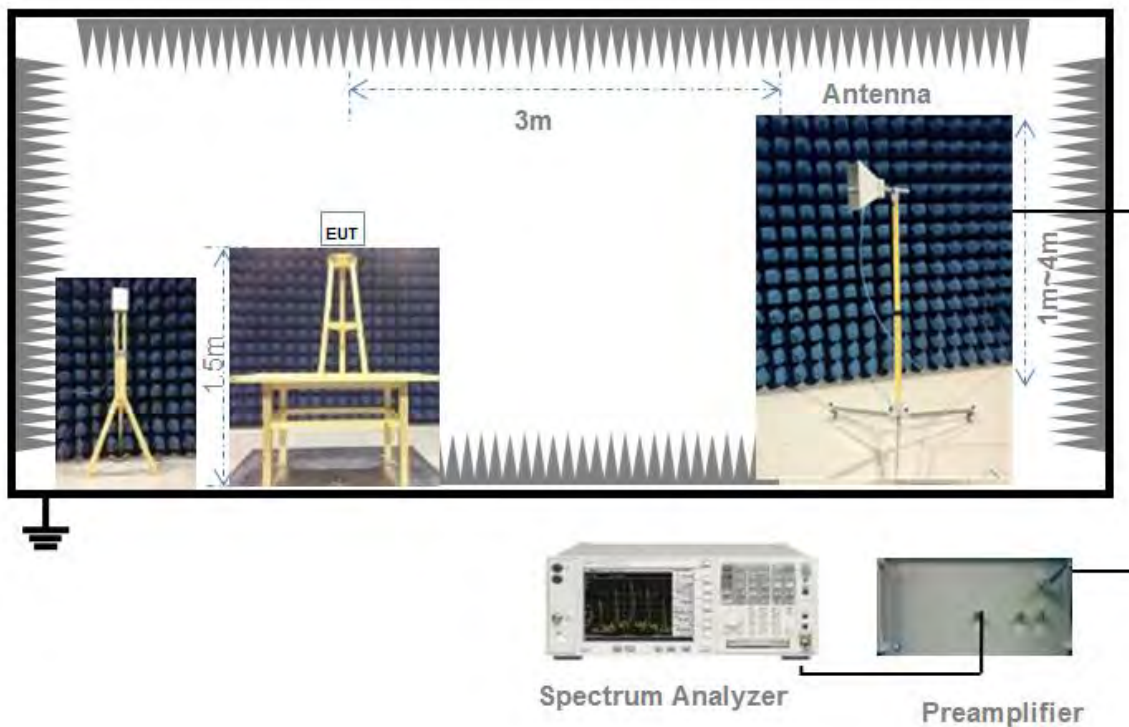 Antenna
3m
EUT
1.5m
1m~4m
Spectrum Analyzer
Preamplifier